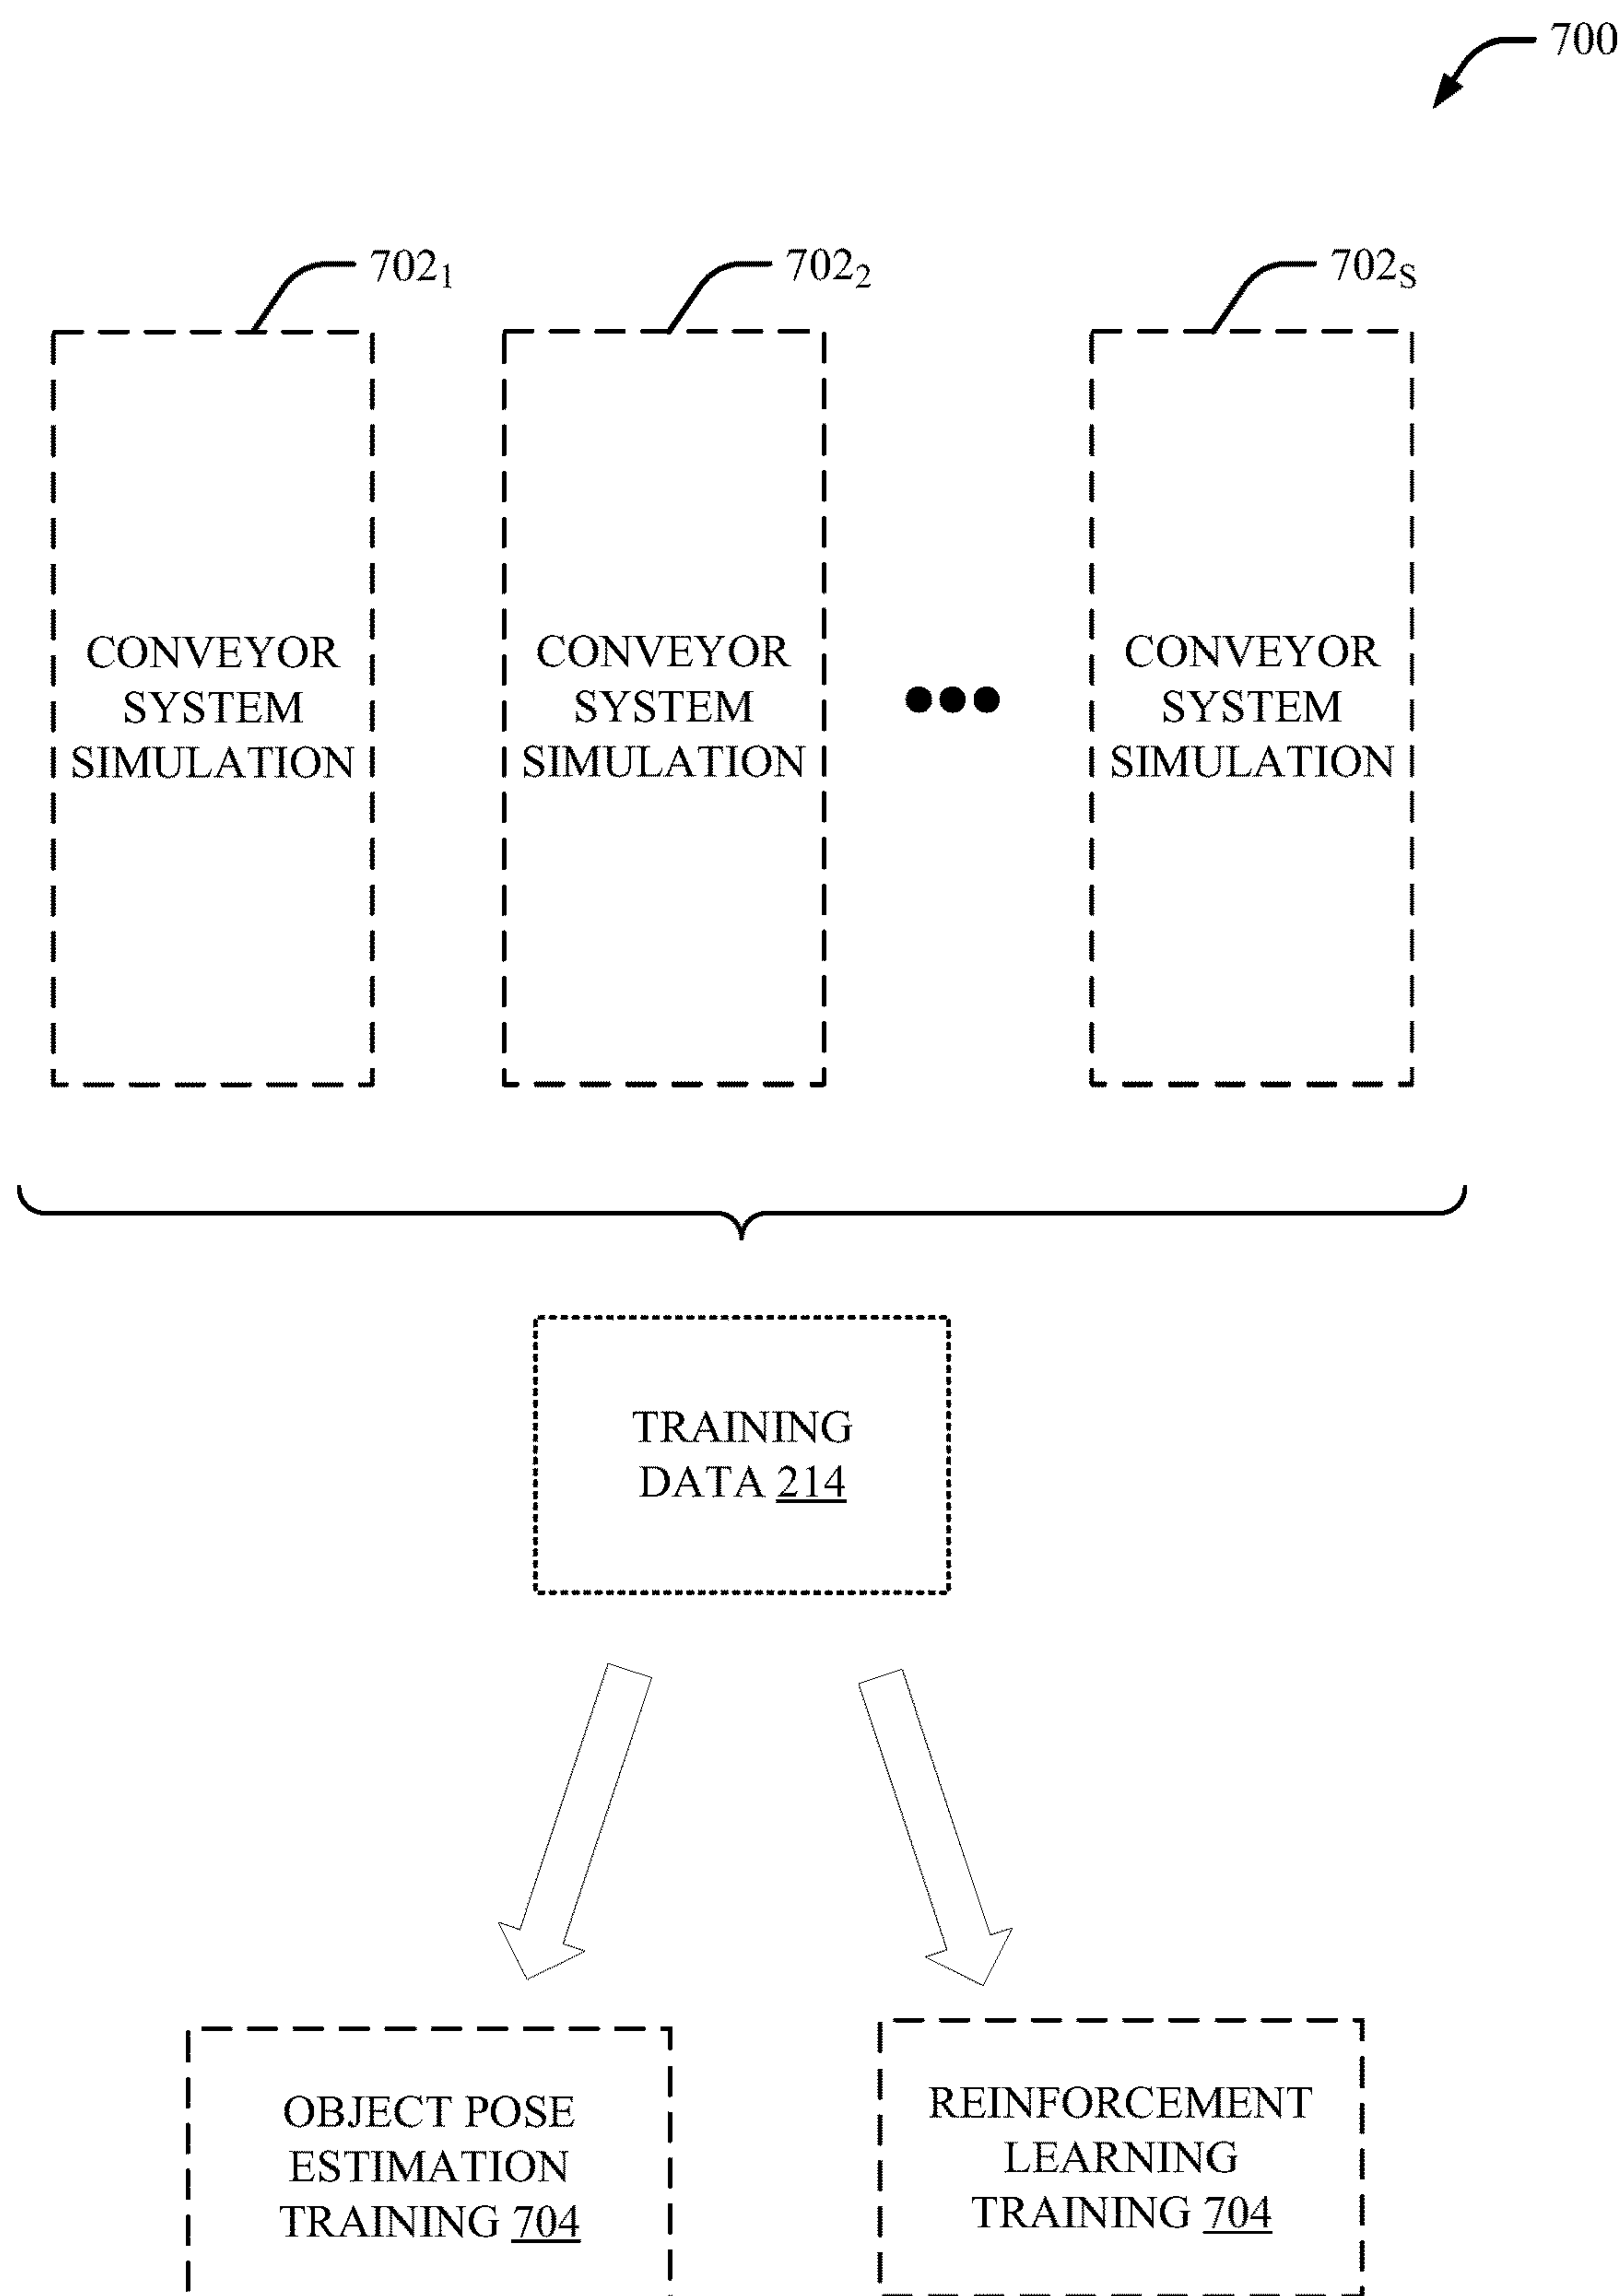 700
702₁
702₂
702S
CONVEYOR
SYSTEM
SIMULATION
CONVEYOR
SYSTEM
SIMULATION
CONVEYOR
SYSTEM
SIMULATION
TRAINING
DATA 214
OBJECT POSE
ESTIMATION
TRAINING 704
REINFORCEMENT
LEARNING
TRAINING 704